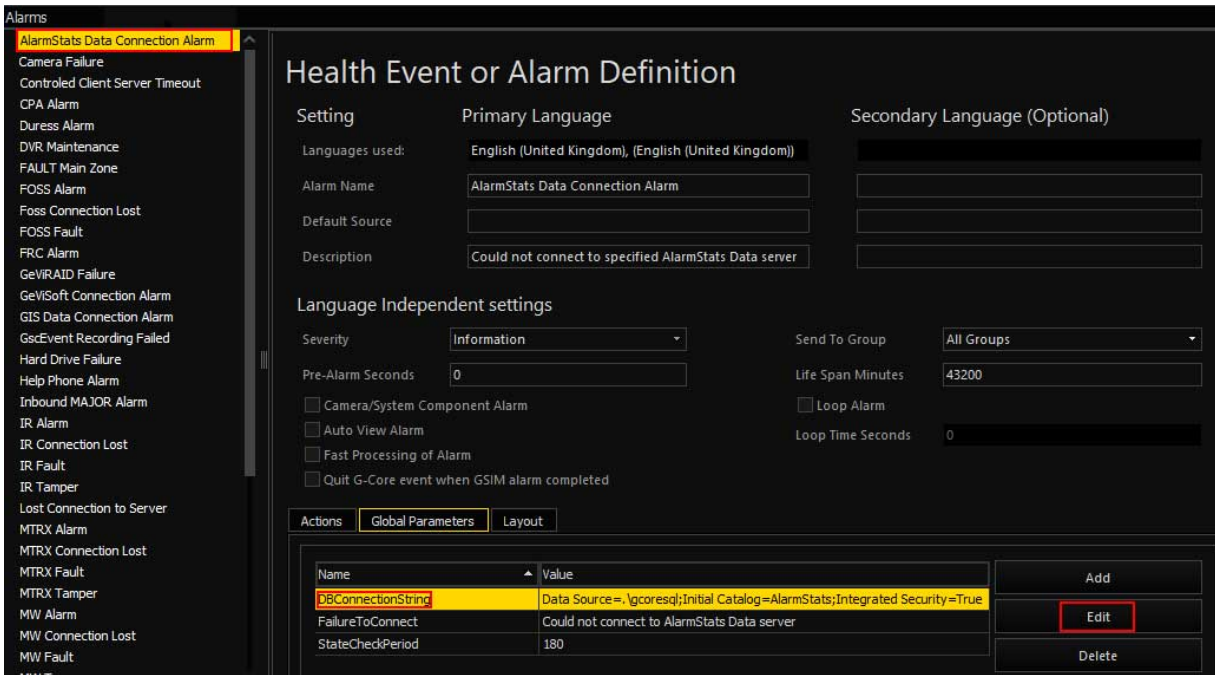 Alarms
AlarmStats Data Connection Alarm
Camera Failure
Controled Client Server Timeout
CPA Alarm
Duress Alarm
DVR Maintenance
FAULT Main Zone
FOSS Alarm
Foss Connection Lost
FOSS Fault
FRC Alarm
GeViRAID Failure
GeViSoft Connection Alarm
GIS Data Connection Alarm
GscEvent Recording Failed
Hard Drive Failure
Help Phone Alarm
Inbound MAJOR Alarm
IR Alarm
IR Connection Lost
IR Fault
IR Tamper
Lost Connection to Server
MTRX Alarm
MTRX Connection Lost
MTRX Fault
MTRX Tamper
MW Alarm
MW Connection Lost
MW Fault
Health Event or Alarm Definition
Setting Primary Language Secondary Language (Optional)
Languages used: English (United Kingdom), (English (United Kingdom))
Alarm Name AlarmStats Data Connection Alarm
Default Source
Description Could not connect to specified AlarmStats Data server
Language Independent settings
Severity Information Send To Group All Groups
Pre-Alarm Seconds 0 Life Span Minutes 43200
Camera/System Component Alarm Loop Alarm
Auto View Alarm Loop Time Seconds 0
Fast Processing of Alarm
Quit G-Core event when GSIM alarm completed
Actions Global Parameters Layout
Name Value Add
DBConnectionString Data Source=.\gcoresql;Initial Catalog=AlarmStats;Integrated Security=True Edit
FailureToConnect Could not connect to AlarmStats Data server
StateCheckPeriod 180 Delete